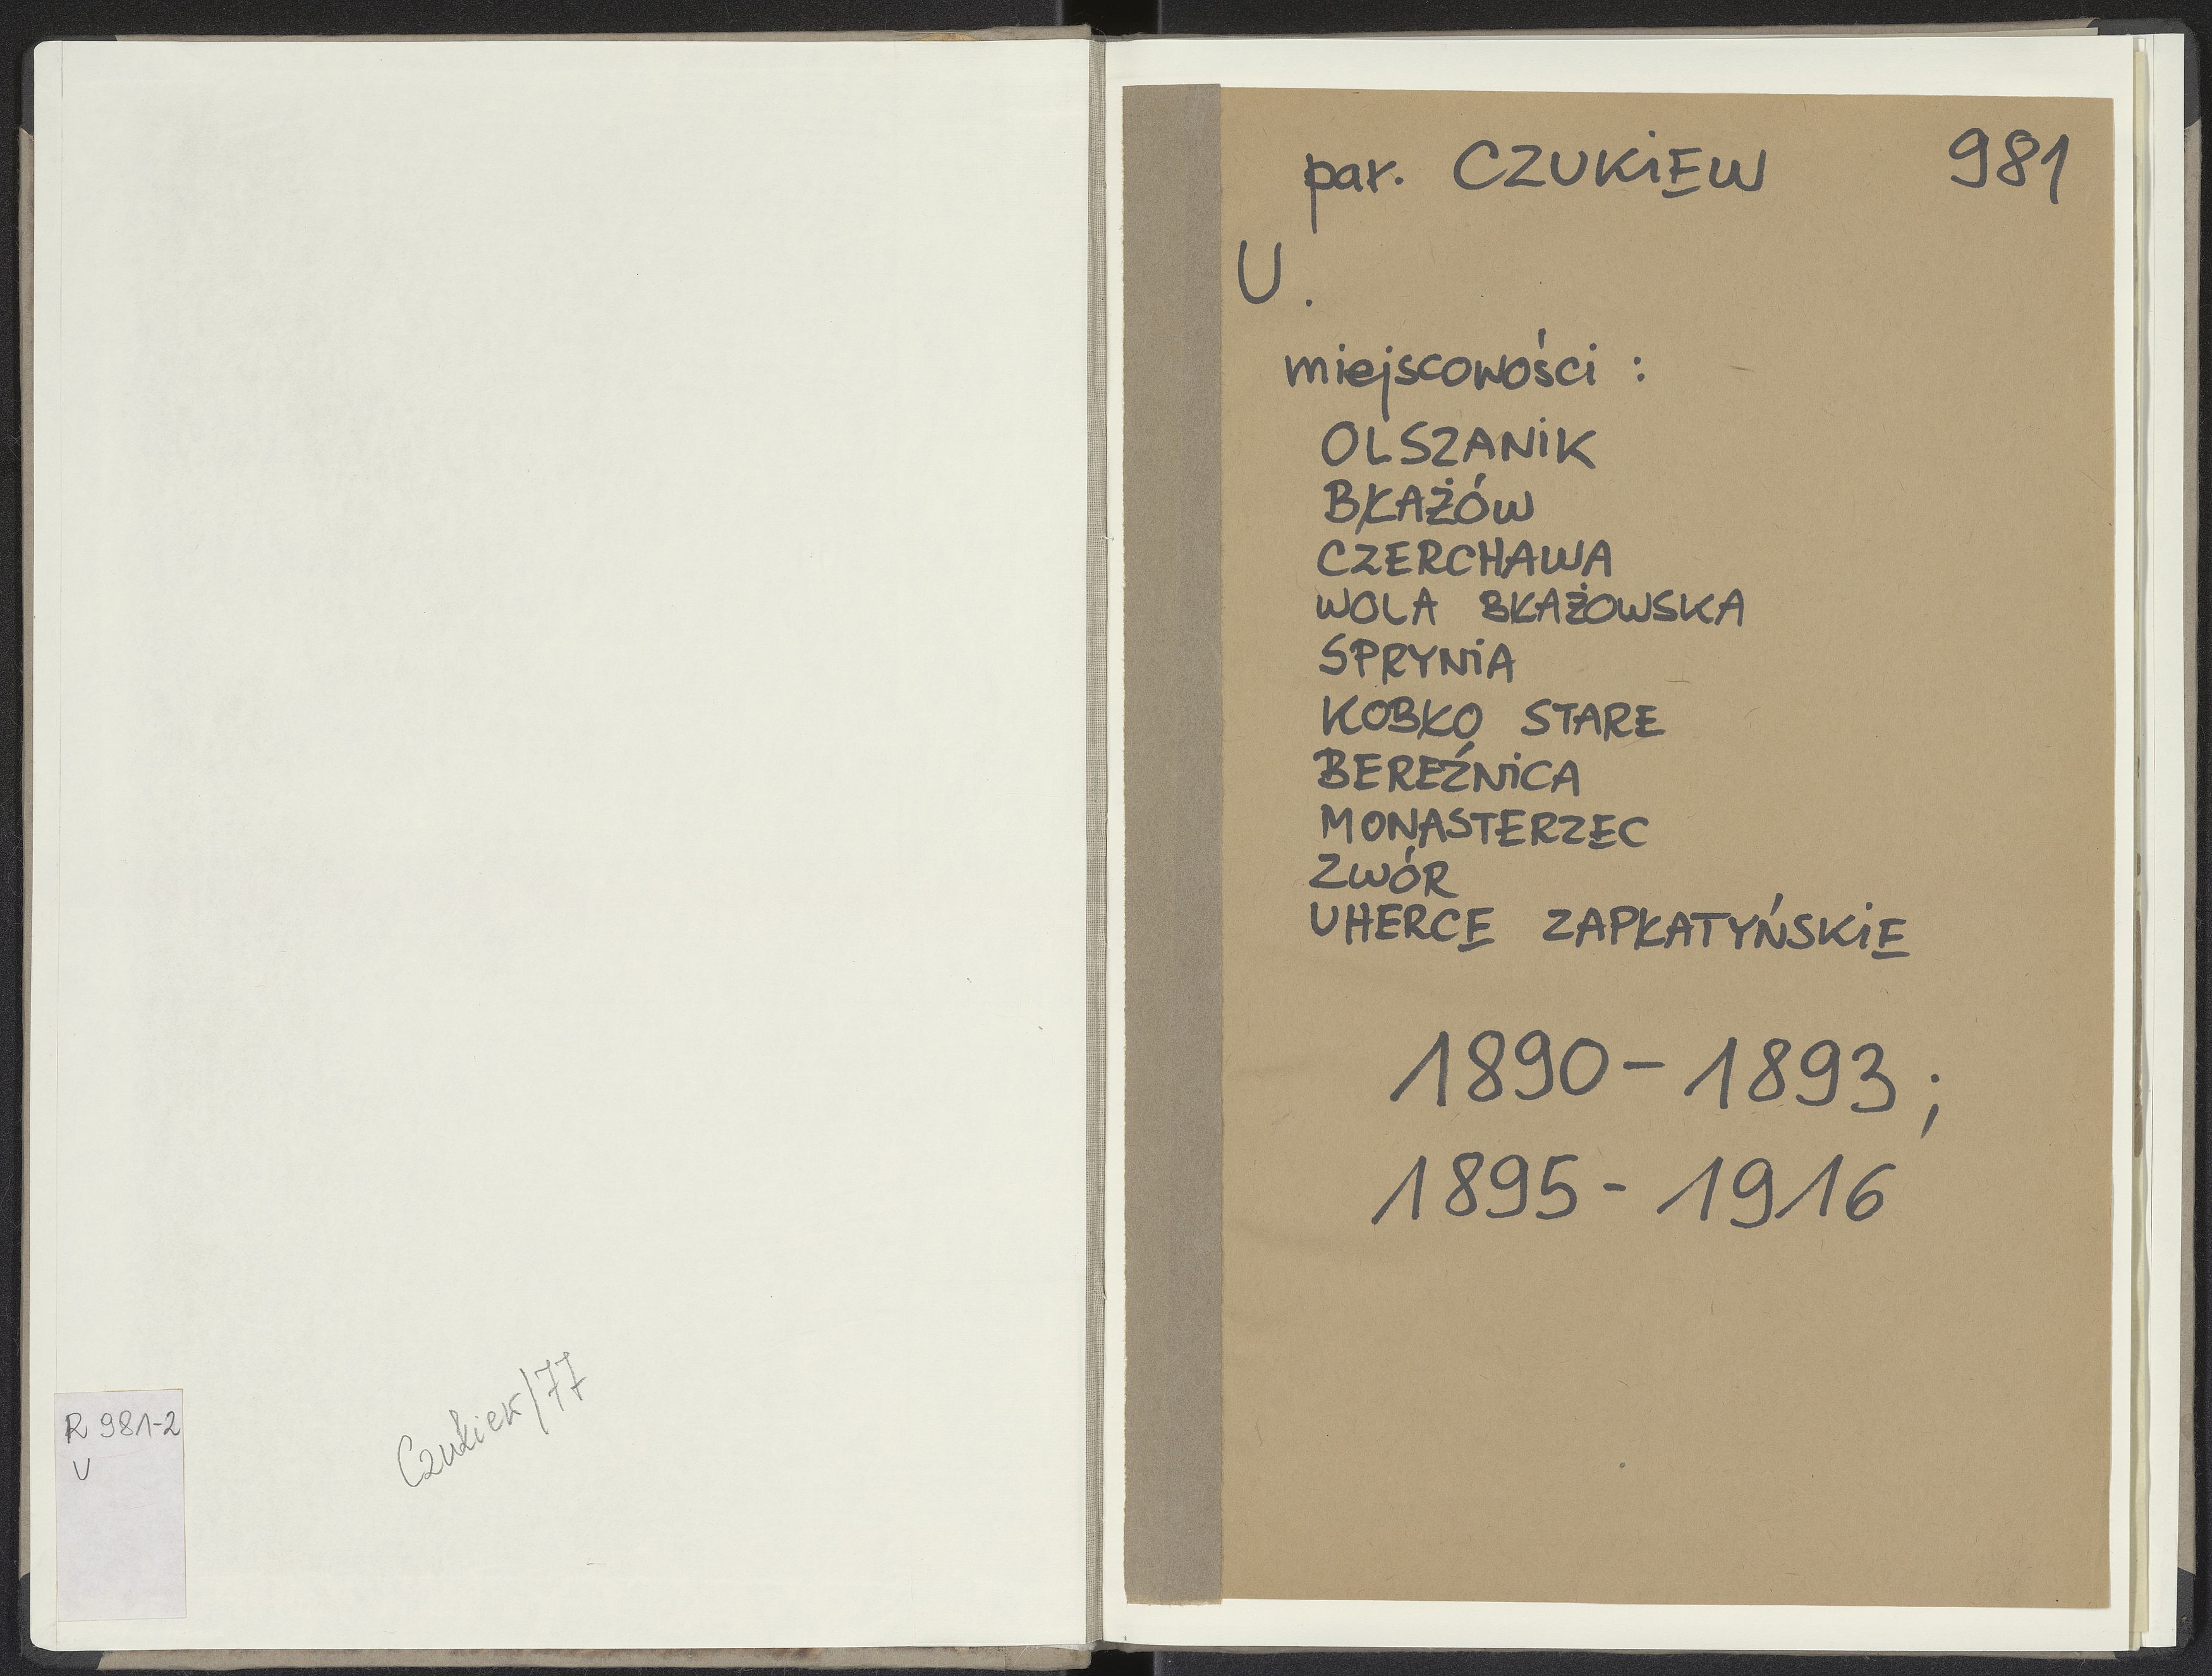 R 981-2
U
Czukiew/77
par. CZUKiEW 981
U.
miejscowości :
OLSZANiK
BŁAŻÓW
CZERCHAWA
WOLA BŁAŻOWSKA
SPRYNiA
KOBŁO STARE
BEREŹNiCA
MONASTERZEC
ZWÓR
UHERCE ZAPŁATYŃSKiE
1890 - 1893 ;
1895 - 1916